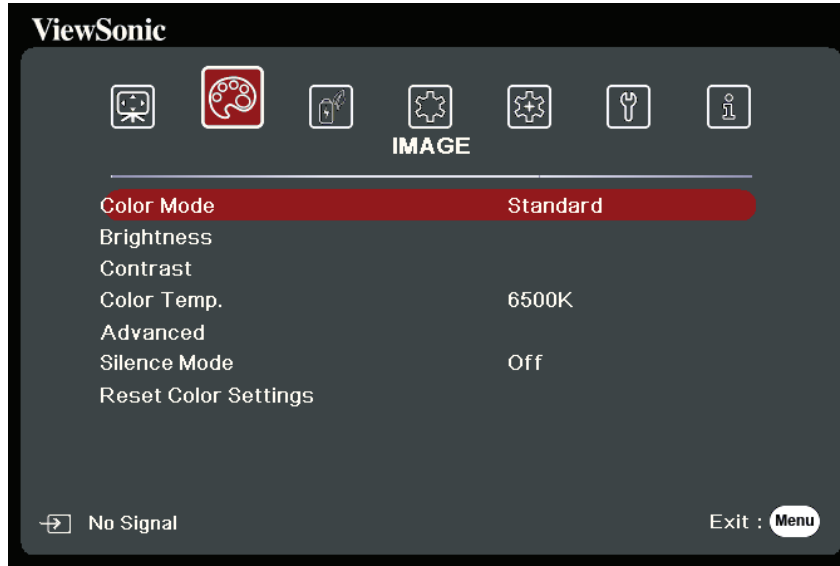 ViewSonic
IMAGE
Color Mode Standard
Brightness
Contrast
Color Temp. 6500K
Advanced
Silence Mode Off
Reset Color Settings
No Signal Exit : Menu